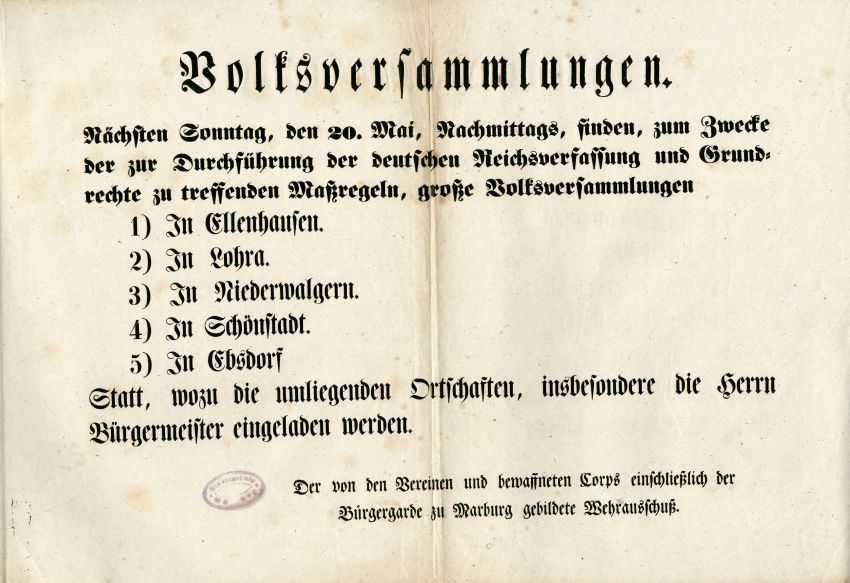 Volksversammlungen.
Nächsten Sonntag, den 20. Mai, Nachmittags, finden, zum Zwecke
der zur Durchführung der deutschen Reichsverfassung und Grund-
rechte zu treffenden Maßregeln, große Volksversammlungen
1) In Ellenhausen.
2) In Lohra.
3) In Niederwalgern.
4) In Schönstadt.
5) In Ebsdorf
Statt, wozu die umliegenden Ortschaften, insbesondere die Herrn
Bürgermeister eingeladen werden.
Der von den Vereinen und bewaffneten Corps einschließlich der
Bürgergarde zu Marburg gebildete Wehrausschuß.